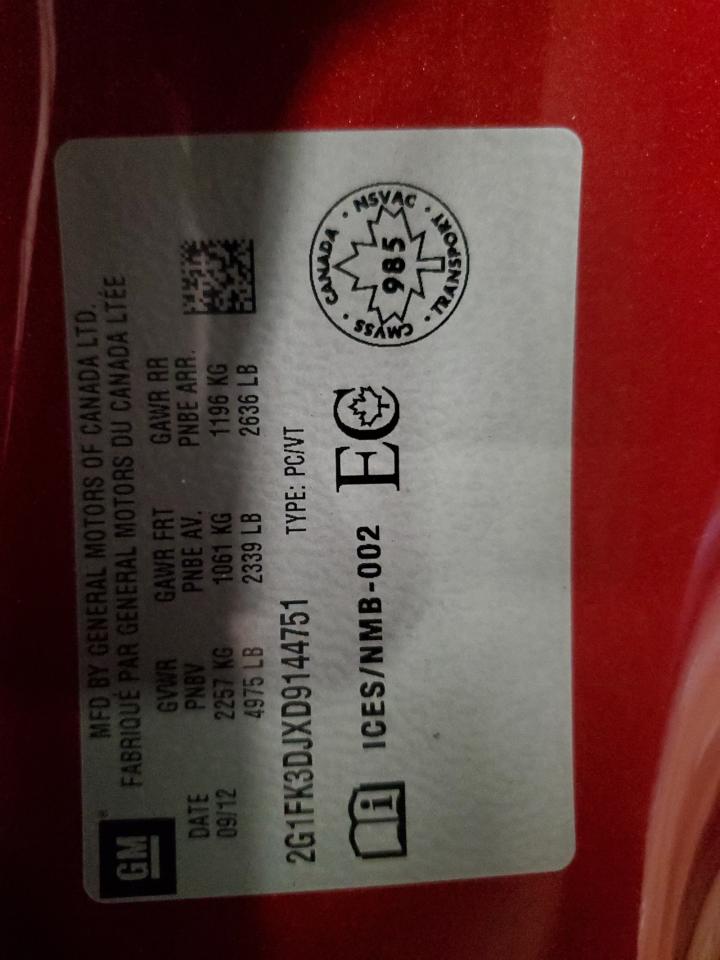 GM
MFD BY GENERAL MOTORS OF CANADA LTD.
FABRIQUÉ PAR GENERAL MOTORS DU CANADA LTÉE
DATE GVWR GAWR FRT GAWR RR
09/12 PNBV PNBE AV. PNBE ARR.
2257 KG 1061 KG 1196 KG
4975 LB 2339 LB 2636 LB
2G1FK3DJXD9144751 TYPE: PC/VT
i ICES/NMB-002 EC
CANADA · NSVAC · TRANSPORT · CMVSS ·
985